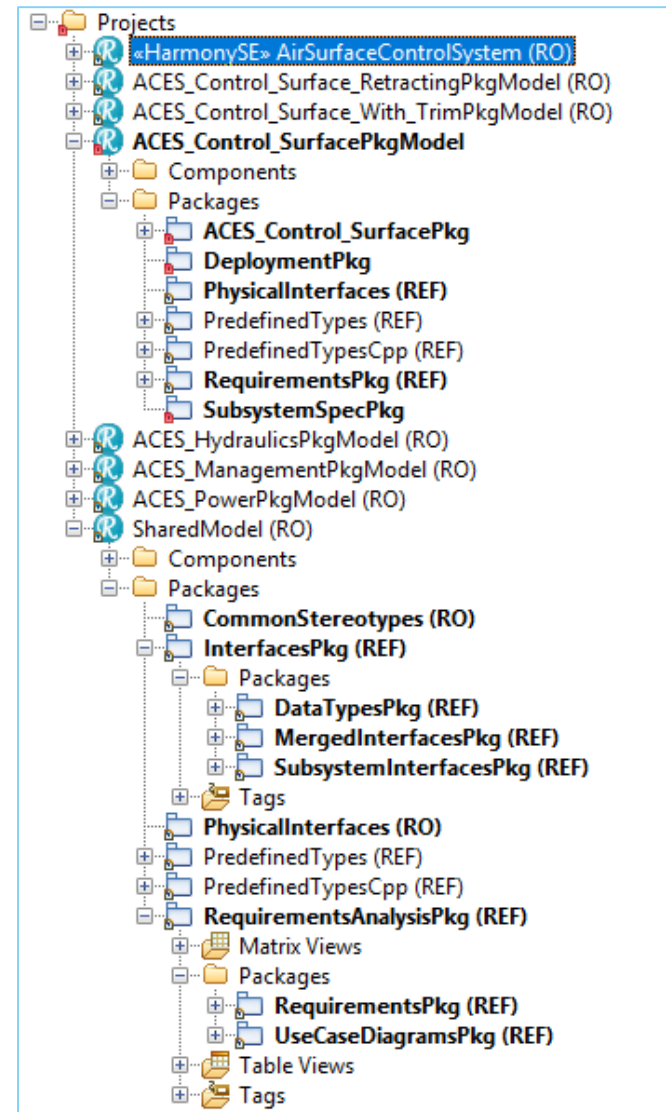 Projects
«HarmonySE» AirSurfaceControlSystem (RO)
ACES_Control_Surface_RetractingPkgModel (RO)
ACES_Control_Surface_With_TrimPkgModel (RO)
ACES_Control_SurfacePkgModel
Components
Packages
ACES_Control_SurfacePkg
DeploymentPkg
PhysicalInterfaces (REF)
PredefinedTypes (REF)
PredefinedTypesCpp (REF)
RequirementsPkg (REF)
SubsystemSpecPkg
ACES_HydraulicsPkgModel (RO)
ACES_ManagementPkgModel (RO)
ACES_PowerPkgModel (RO)
SharedModel (RO)
Components
Packages
CommonStereotypes (RO)
InterfacesPkg (REF)
Packages
DataTypesPkg (REF)
MergedInterfacesPkg (REF)
SubsystemInterfacesPkg (REF)
Tags
PhysicalInterfaces (RO)
PredefinedTypes (REF)
PredefinedTypesCpp (REF)
RequirementsAnalysisPkg (REF)
Matrix Views
Packages
RequirementsPkg (REF)
UseCaseDiagramsPkg (REF)
Table Views
Tags